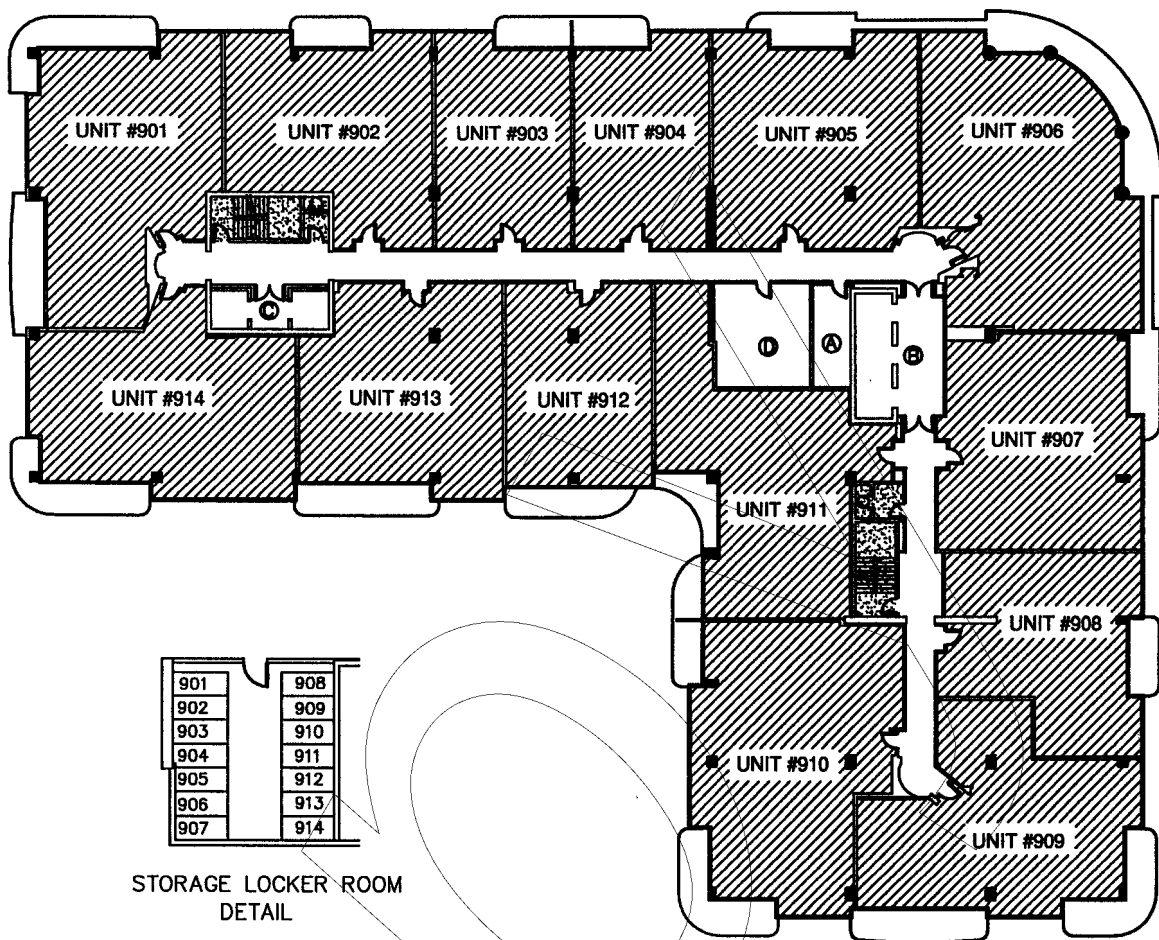 UNIT #901
UNIT #902
UNIT #903
UNIT #904
UNIT #905
UNIT #906
C
D
A
B
UNIT #914
UNIT #913
UNIT #912
UNIT #907
UNIT #911
UNIT #908
UNIT #910
UNIT #909
901
902
903
904
905
906
907
908
909
910
911
912
913
914
STORAGE LOCKER ROOM
DETAIL